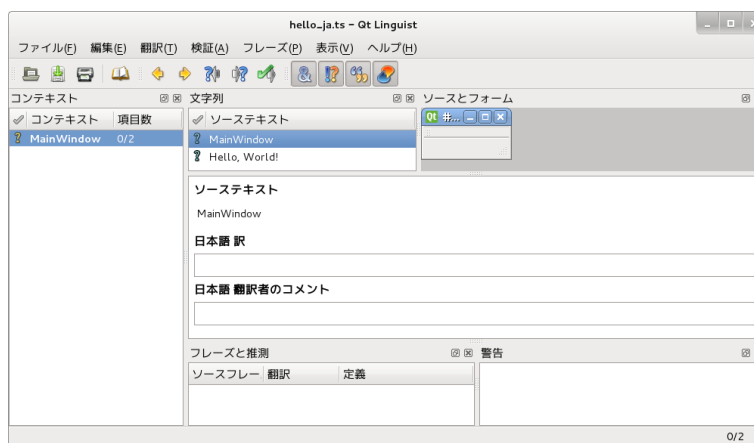 hello_ja.ts - Qt Linguist
ファイル(F) 編集(E) 翻訳(T) 検証(A) フレーズ(P) 表示(V) ヘルプ(H)
コンテキスト 文字列 ソースとフォーム
コンテキスト 項目数 ソーステキスト Qt #...
MainWindow 0/2 MainWindow
Hello, World!
ソーステキスト
MainWindow
日本語 訳
日本語 翻訳者のコメント
フレーズと推測 警告
ソースフレー 翻訳 定義
0/2